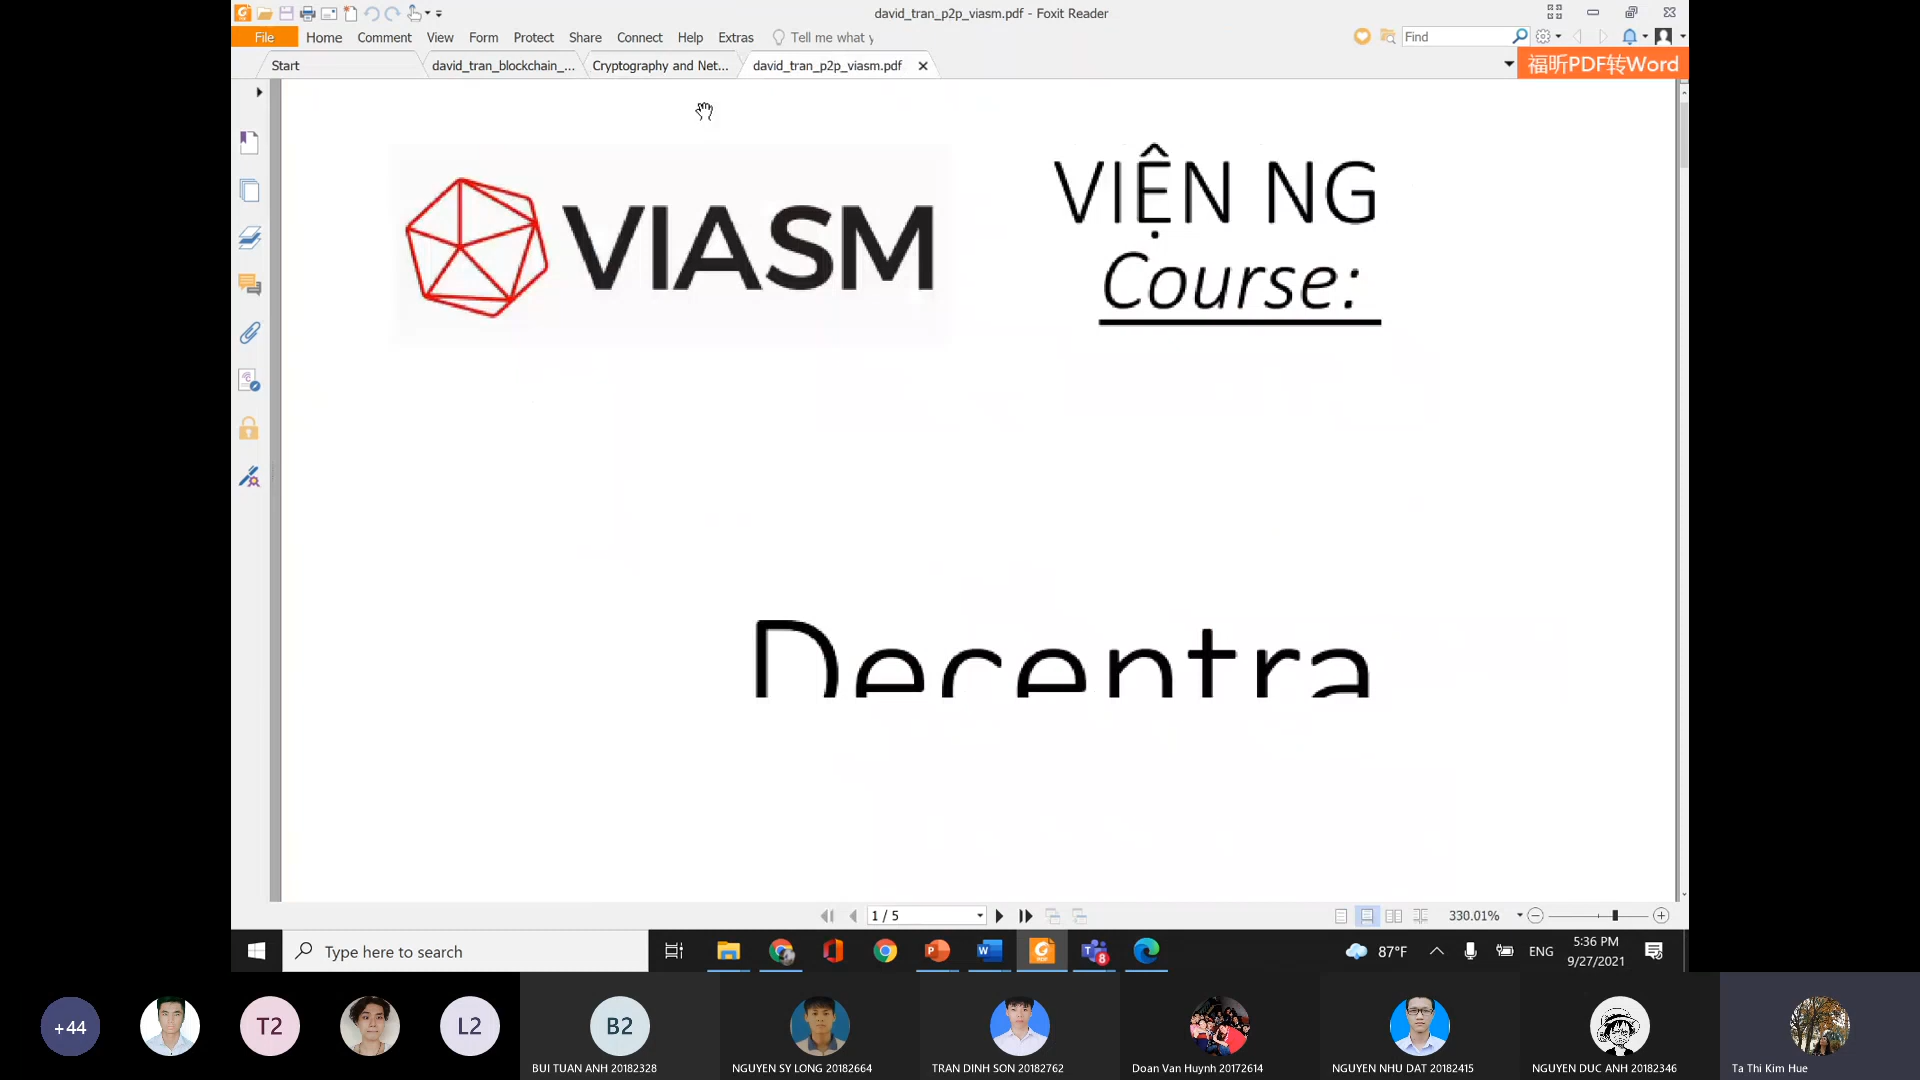 david_tran_p2p_viasm.pdf - Foxit Reader
File Home Comment View Form Protect Share Connect Help Extras Tell me what y Find
Start david_tran_blockchain_... Cryptography and Net... david_tran_p2p_viasm.pdf 福昕PDF转Word
VIASM
VIỆN NG
Course:
Decentra
1 / 5 330.01%
Type here to search 8 87°F ENG 5:36 PM
9/27/2021
+44 T2 L2 B2
BUI TUAN ANH 20182328 NGUYEN SY LONG 20182664 TRAN DINH SON 20182762 Doan Van Huynh 20172614 NGUYEN NHU DAT 20182415 NGUYEN DUC ANH 20182346 Ta Thi Kim Hue